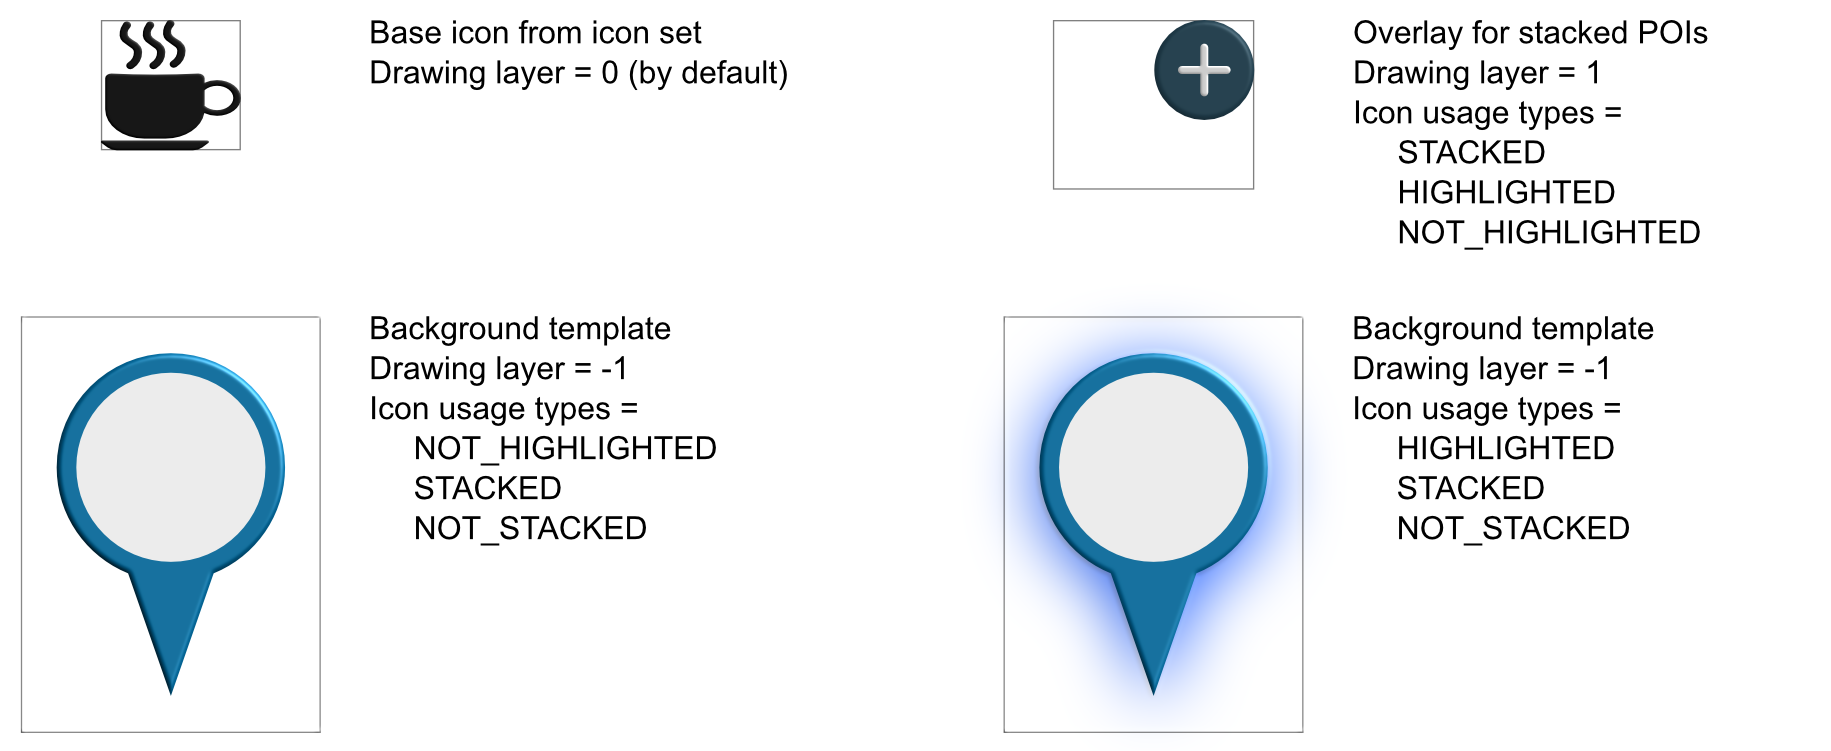 Base icon from icon set
Drawing layer = 0 (by default)
Overlay for stacked POIs
Drawing layer = 1
Icon usage types =
STACKED
HIGHLIGHTED
NOT_HIGHLIGHTED
Background template
Drawing layer = -1
Icon usage types =
NOT_HIGHLIGHTED
STACKED
NOT_STACKED
Background template
Drawing layer = -1
Icon usage types =
HIGHLIGHTED
STACKED
NOT_STACKED